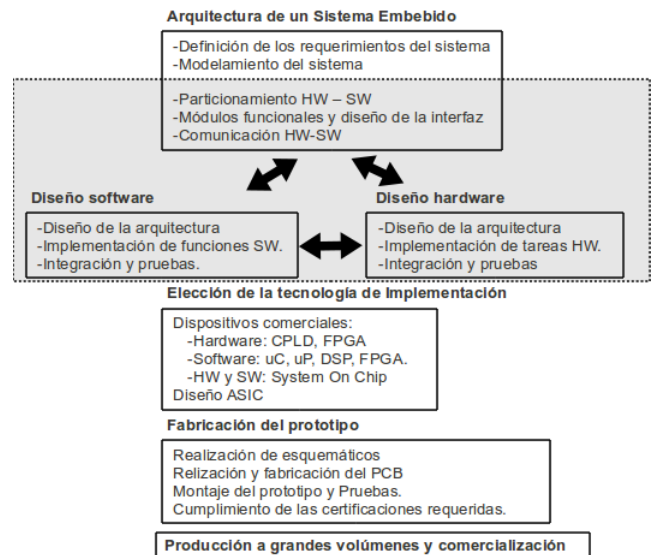 Arquitectura de un Sistema Embebido
-Definición de los requerimientos del sistema
-Modelamiento del sistema
-Particionamiento HW – SW
-Módulos funcionales y diseño de la interfaz
-Comunicación HW-SW
Diseño software
-Diseño de la arquitectura
-Implementación de funciones SW.
-Integración y pruebas.
Diseño hardware
-Diseño de la arquitectura
-Implementación de tareas HW.
-Integración y pruebas
Elección de la tecnología de Implementación
Dispositivos comerciales:
-Hardware: CPLD, FPGA
-Software: uC, uP, DSP, FPGA.
-HW y SW: System On Chip
Diseño ASIC
Fabricación del prototipo
Realización de esquemáticos
Relización y fabricación del PCB
Montaje del prototipo y Pruebas.
Cumplimiento de las certificaciones requeridas.
Producción a grandes volúmenes y comercialización